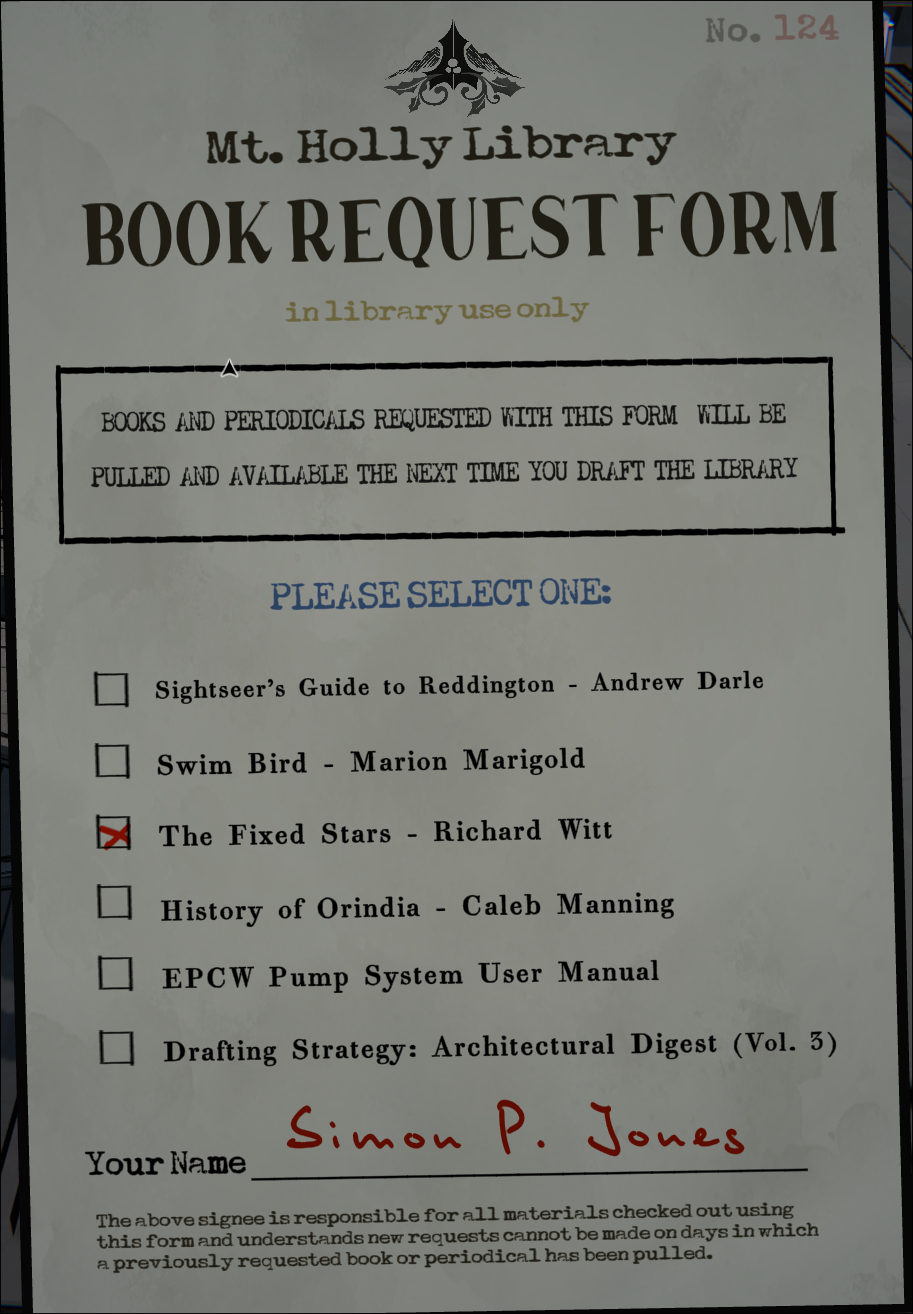 No. 124
Mt. Holly Library
BOOK REQUEST FORM
in library use only
BOOKS AND PERIODICALS REQUESTED WITH THIS FORM WILL BE
PULLED AND AVAILABLE THE NEXT TIME YOU DRAFT THE LIBRARY
PLEASE SELECT ONE:
Sightseer's Guide to Reddington - Andrew Darle
Swim Bird - Marion Marigold
The Fixed Stars - Richard Witt
History of Orindia - Caleb Manning
EPCW Pump System User Manual
Drafting Strategy: Architectural Digest (Vol. 3)
Your Name Simon P. Jones
The above signee is responsible for all materials checked out using
this form and understands new requests cannot be made on days in which
a previously requested book or periodical has been pulled.